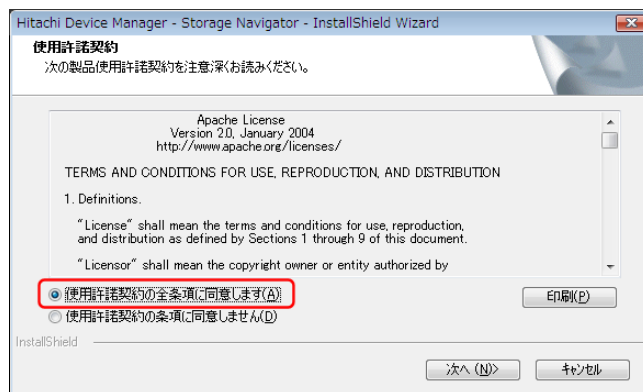 Hitachi Device Manager - Storage Navigator - InstallShield Wizard
使用許諾契約
次の製品使用許諾契約を注意深くお読みください。
Apache License
Version 2.0, January 2004
http://www.apache.org/licenses/
TERMS AND CONDITIONS FOR USE, REPRODUCTION, AND DISTRIBUTION
1. Definitions.
"License" shall mean the terms and conditions for use, reproduction,
and distribution as defined by Sections 1 through 9 of this document.
"Licensor" shall mean the copyright owner or entity authorized by
使用許諾契約の全条項に同意します(A)
印刷(P)
使用許諾契約の条項に同意しません(D)
InstallShield
次へ (N)>
キャンセル